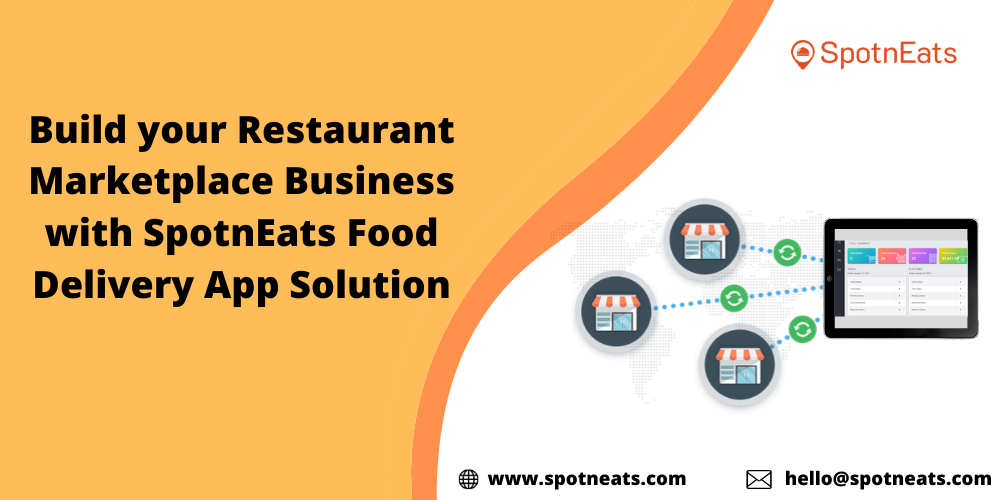 SpotnEats
Build your Restaurant
Marketplace Business
with SpotnEats Food
Delivery App Solution
www.spotneats.com
hello@spotneats.com